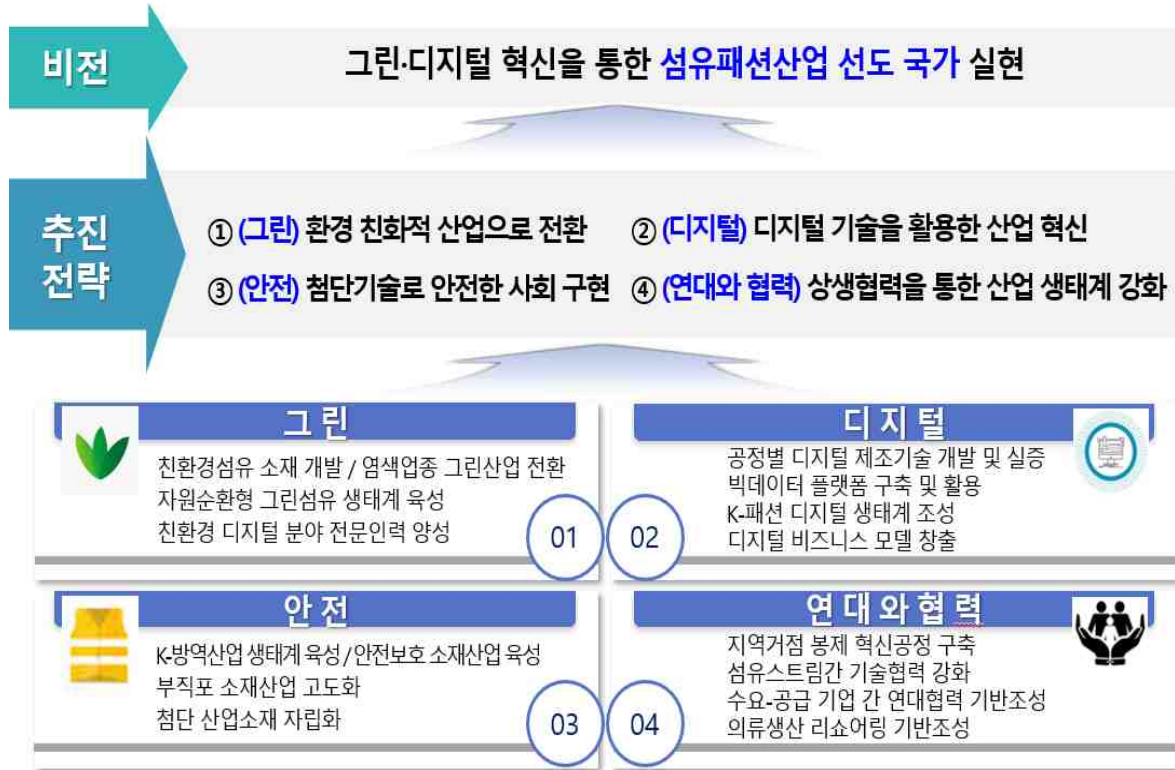 비전
그린·디지털 혁신을 통한 섬유패션산업 선도 국가 실현
추진
전략
① (그린) 환경 친화적 산업으로 전환
② (디지털) 디지털 기술을 활용한 산업 혁신
③ (안전) 첨단기술로 안전한 사회 구현
④ (연대와 협력) 상생협력을 통한 산업 생태계 강화
그 린
친환경섬유 소재 개발 / 염색업종 그린산업 전환
자원순환형 그린섬유 생태계 육성
친환경 디지털 분야 전문인력 양성
01
디 지 털
공정별 디지털 제조기술 개발 및 실증
빅데이터 플랫폼 구축 및 활용
K-패션 디지털 생태계 조성
디지털 비즈니스 모델 창출
02
안 전
K-방역산업 생태계 육성/안전보호 소재산업 육성
부직포 소재산업 고도화
첨단 산업소재 자립화
03
연 대 와 협 력
지역거점 봉제 혁신공정 구축
섬유스트림간 기술협력 강화
수요-공급 기업 간 연대협력 기반조성
의류생산 리쇼어링 기반조성
04